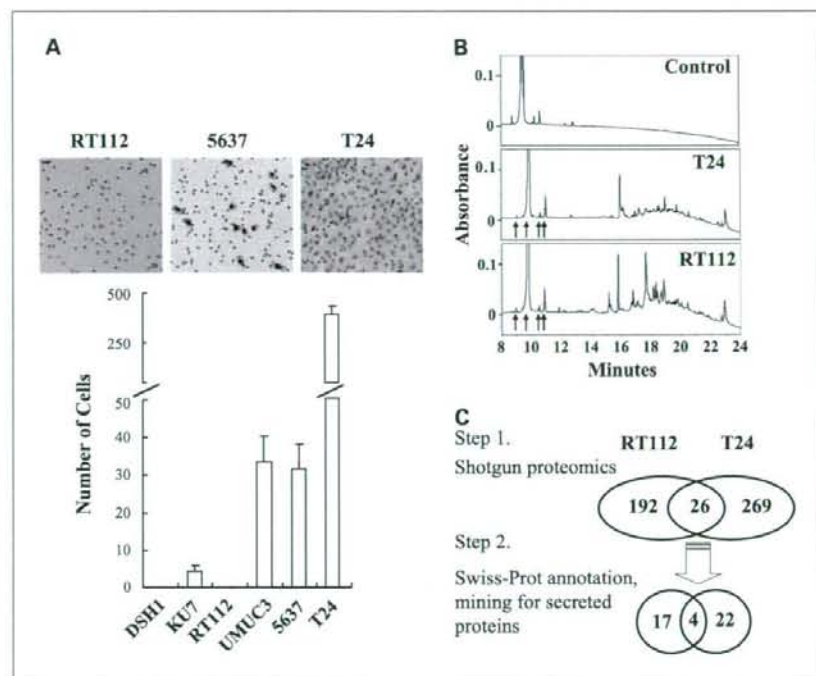 A
RT112 5637 T24
500
250
50
40
30
20
10
0
Number of Cells
DSH1 KU7 RT112 UMUC3 5637 T24
B
Control
0.1
0
T24
0.1
0
RT112
0.1
0
Absorbance
8 10 12 14 16 18 20 22 24
Minutes
C
Step 1.
RT112 T24
Shotgun proteomics
192 26 269
Step 2.
Swiss-Prot annotation,
mining for secreted
proteins
17 4 22